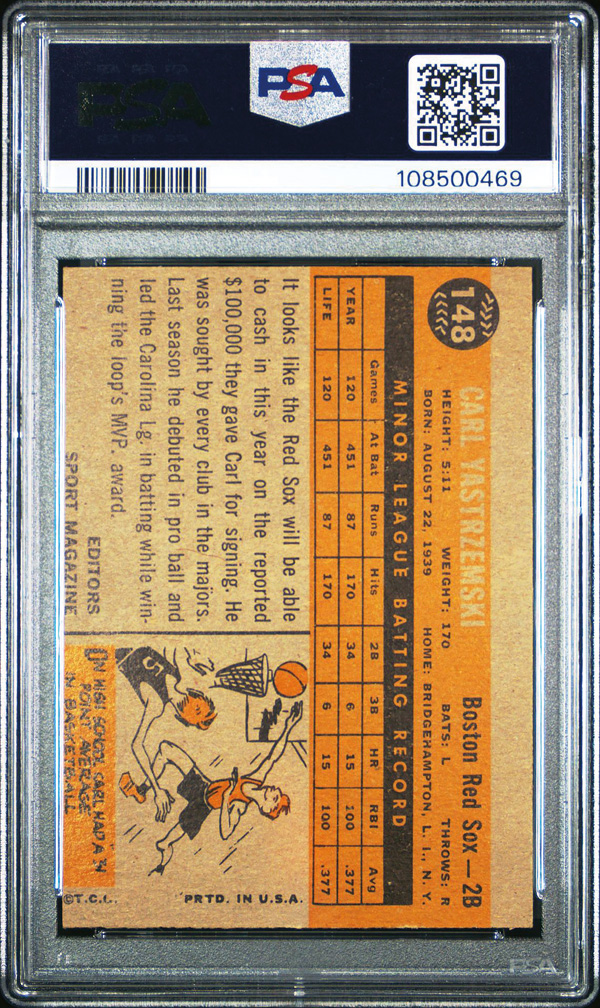 PSA
PSA
108500469
148
CARL YASTRZEMSKI Boston Red Sox — 2B
HEIGHT: 5:11 WEIGHT: 170 BATS: L THROWS: R
BORN: AUGUST 22, 1939 HOME: BRIDGEHAMPTON, L. I., N. Y.
MINOR LEAGUE BATTING RECORD
Games At Bat Runs Hits 2B 3B HR RBI Avg
YEAR 120 451 87 170 34 6 15 100 .377
LIFE 120 451 87 170 34 6 15 100 .377
It looks like the Red Sox will be able
to cash in this year on the reported
$100,000 they gave Carl for signing. He
was sought by every club in the majors.
Last season he debuted in pro ball and
led the Carolina Lg. in batting while win-
ning the loop's MVP. award.
EDITORS
SPORT MAGAZINE
5
IN HIGH SCHOOL, CARL HAD A 34
POINT AVERAGE
IN BASKETBALL
©T.C.I.
PRTD. IN U.S.A.
PSA